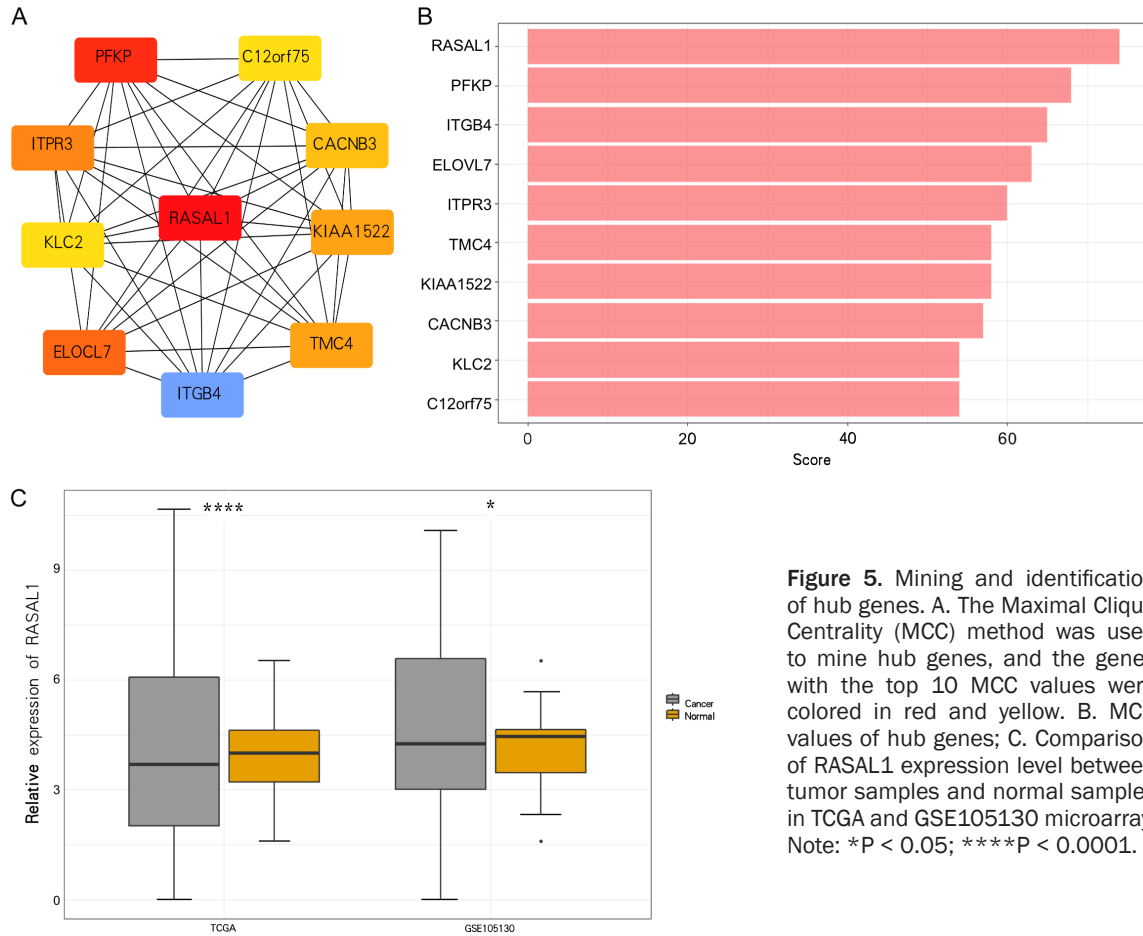 A
PFKP
C12orf75
ITPR3
CACNB3
RASAL1
KLC2
KIAA1522
ELOCL7
TMC4
ITGB4
B
RASAL1
PFKP
ITGB4
ELOVL7
ITPR3
TMC4
KIAA1522
CACNB3
KLC2
C12orf75
0 20 40 60
Score
C
Relative expression of RASAL1
9
6
3
0
**** *
TCGA GSE105130
Cancer
Normal
Figure 5. Mining and identificatio
of hub genes. A. The Maximal Cliqu
Centrality (MCC) method was use
to mine hub genes, and the gene
with the top 10 MCC values wer
colored in red and yellow. B. MC
values of hub genes; C. Compariso
of RASAL1 expression level betwee
tumor samples and normal sample
in TCGA and GSE105130 microarray
Note: *P < 0.05; ****P < 0.0001.